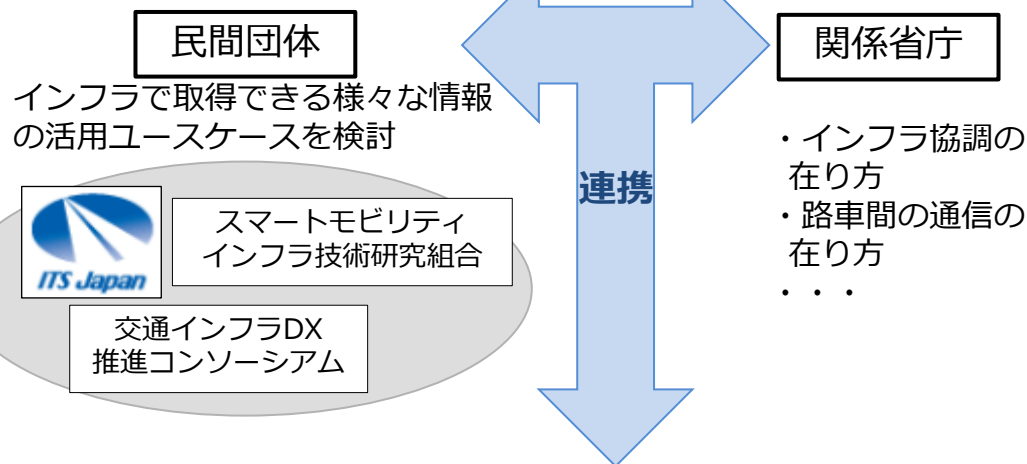 民間団体
インフラで取得できる様々な情報
の活用ユースケースを検討
ITS Japan
スマートモビリティ
インフラ技術研究組合
交通インフラDX
推進コンソーシアム
連携
関係省庁
・インフラ協調の
在り方
・路車間の通信の
在り方
・・・